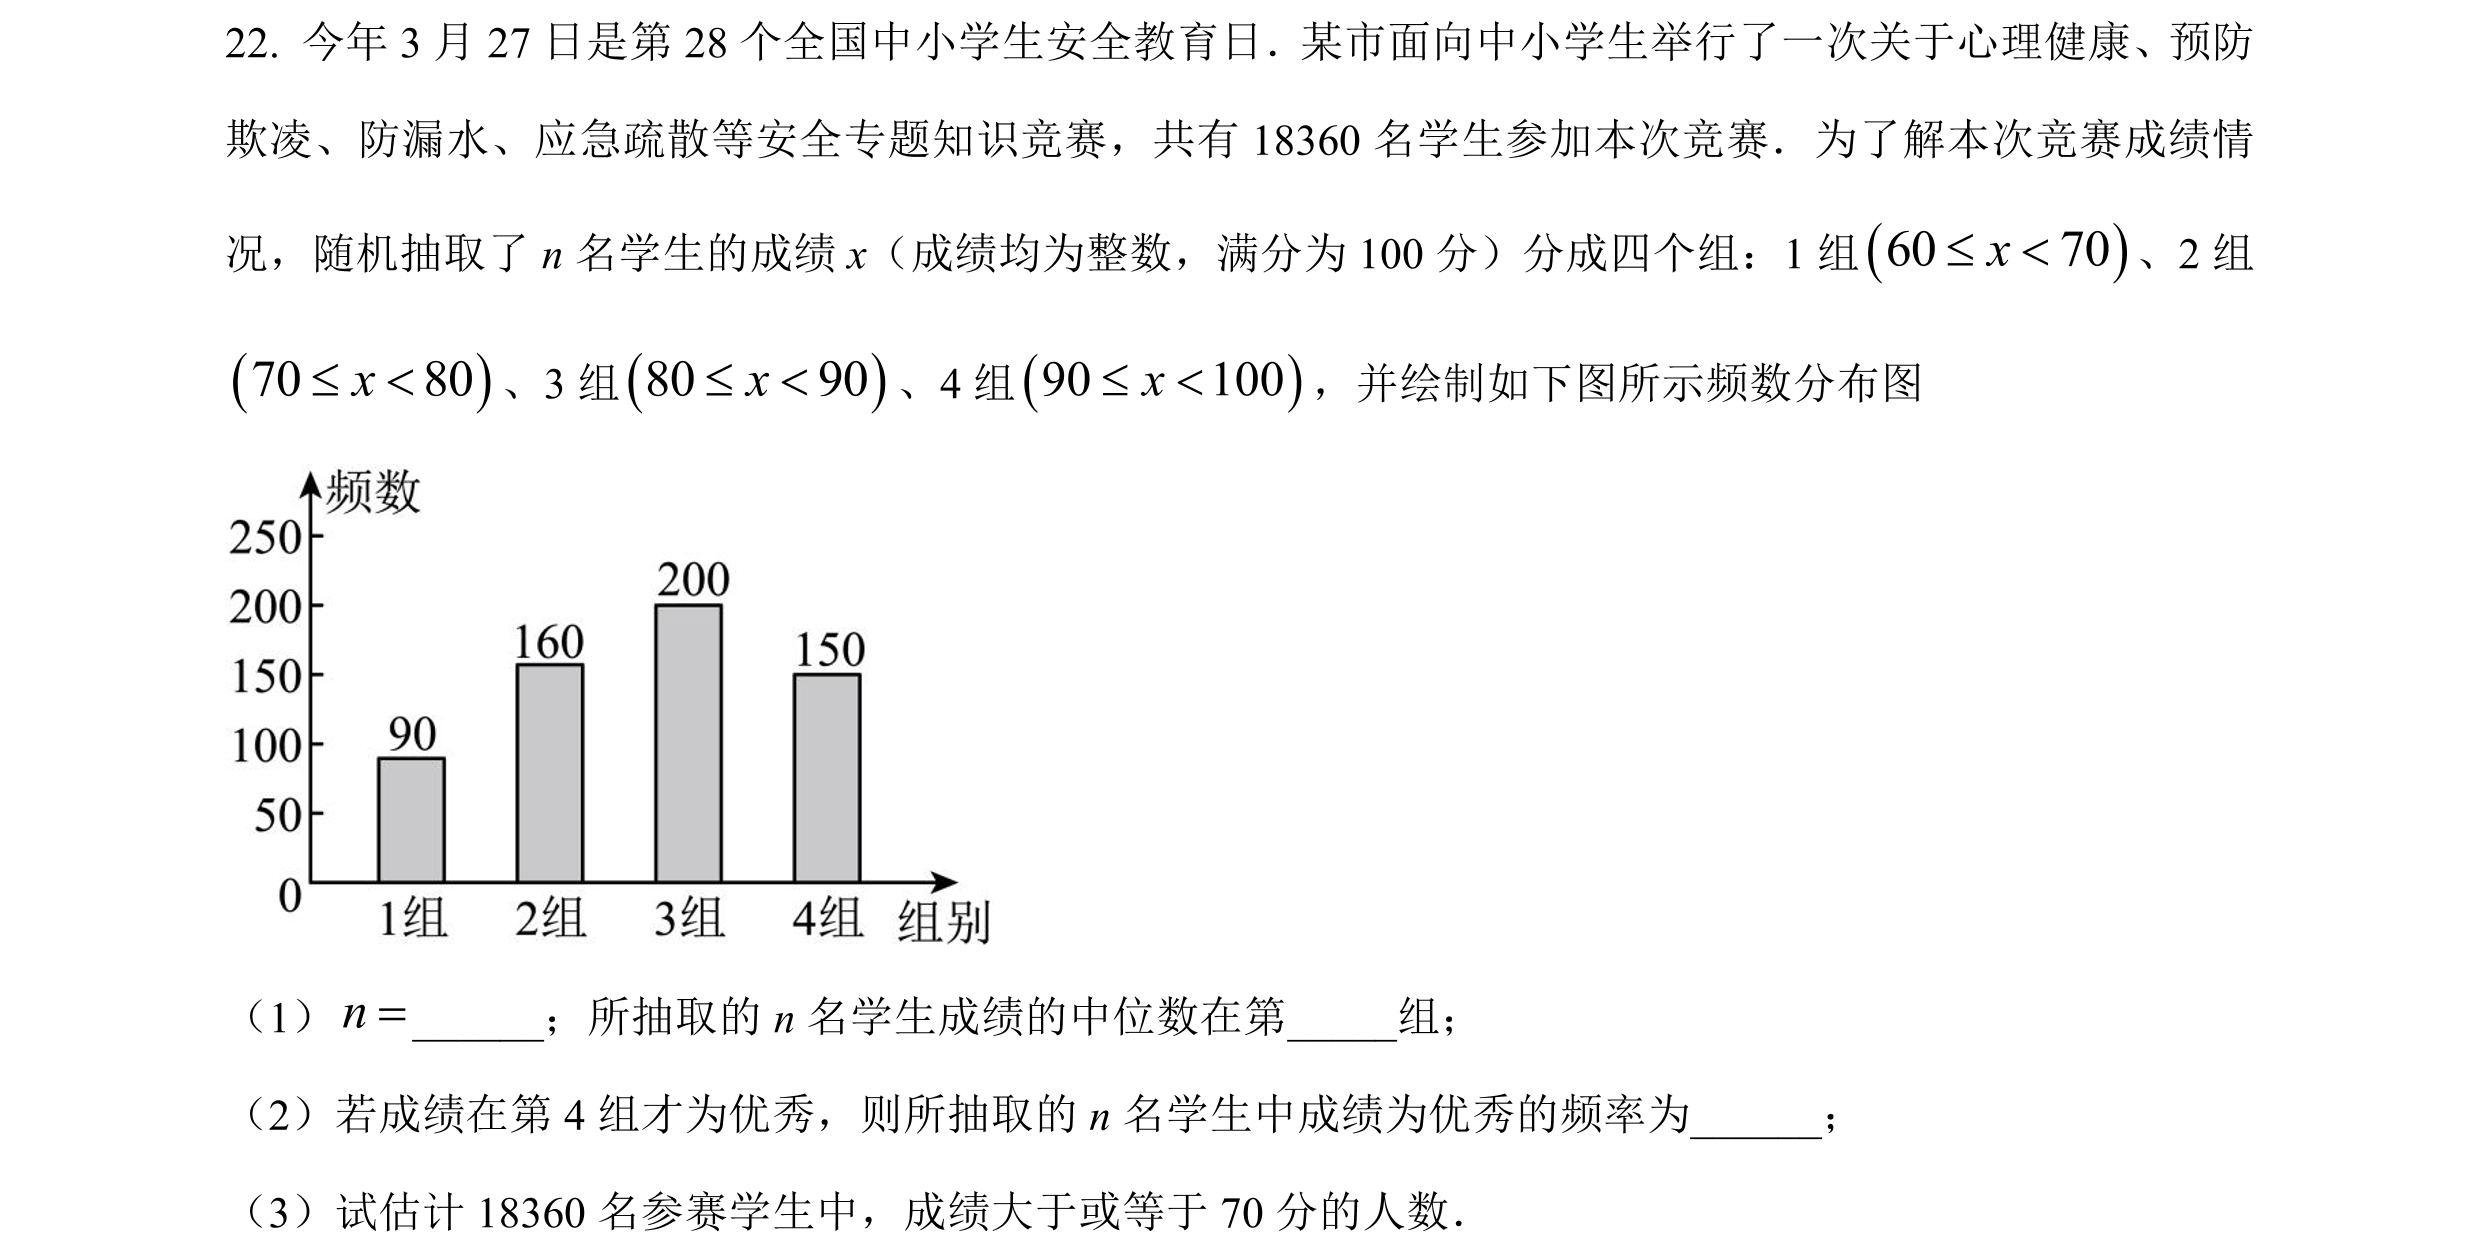 22. 今年 3 月 27 日是第 28 个全国中小学生安全教育日．某市面向中小学生举行了一次关于心理健康、预防
欺凌、防漏水、应急疏散等安全专题知识竞赛，共有 18360 名学生参加本次竞赛．为了解本次竞赛成绩情
况，随机抽取了 n 名学生的成绩 x（成绩均为整数，满分为 100 分）分成四个组：1 组(60≤x<70)、2 组
(70≤x<80)、3 组(80≤x<90)、4 组(90≤x<100)，并绘制如下图所示频数分布图
频数
250
200
150
100
50
0
90
160
200
150
1组 2组 3组 4组 组别
（1）n=______；所抽取的 n 名学生成绩的中位数在第_____组；
（2）若成绩在第 4 组才为优秀，则所抽取的 n 名学生中成绩为优秀的频率为______；
（3）试估计 18360 名参赛学生中，成绩大于或等于 70 分的人数．